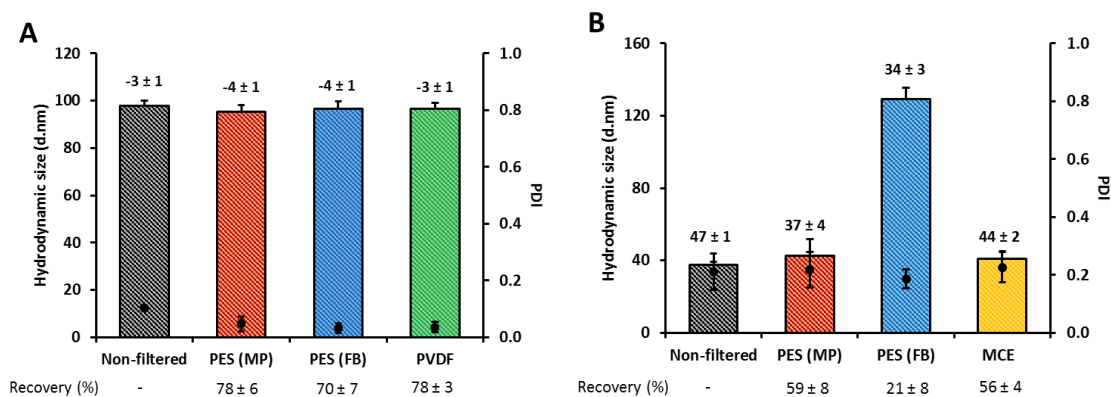 A
120
100
80
60
40
20
0
Hydrodynamic size (d.nm)
-3 ± 1
-4 ± 1
-4 ± 1
-3 ± 1
1.0
0.8
0.6
0.4
0.2
0.0
PDI
Non-filtered PES (MP) PES (FB) PVDF
Recovery (%) - 78 ± 6 70 ± 7 78 ± 3
B
160
120
80
40
0
Hydrodynamic size (d.nm)
47 ± 1
37 ± 4
34 ± 3
44 ± 2
1.0
0.8
0.6
0.4
0.2
0.0
PDI
Non-filtered PES (MP) PES (FB) MCE
Recovery (%) - 59 ± 8 21 ± 8 56 ± 4